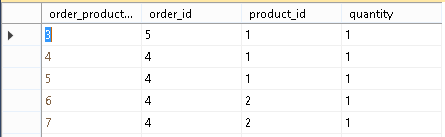 order_product... order_id product_id quantity
3 5 1 1
4 4 1 1
5 4 1 1
6 4 2 1
7 4 2 1